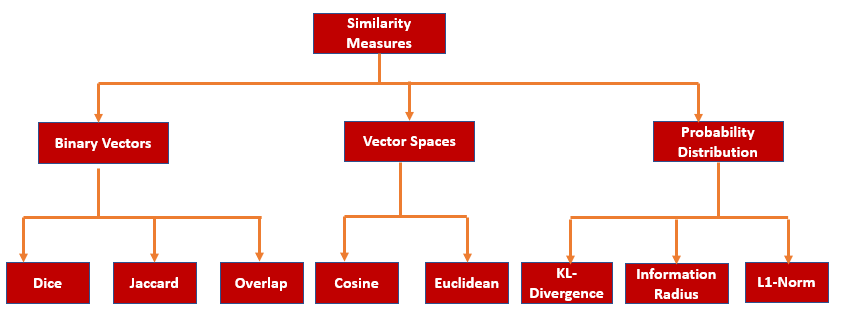 Similarity
Measures
Binary Vectors
Vector Spaces
Probability
Distribution
Dice
Jaccard
Overlap
Cosine
Euclidean
KL-
Divergence
Information
Radius
L1-Norm